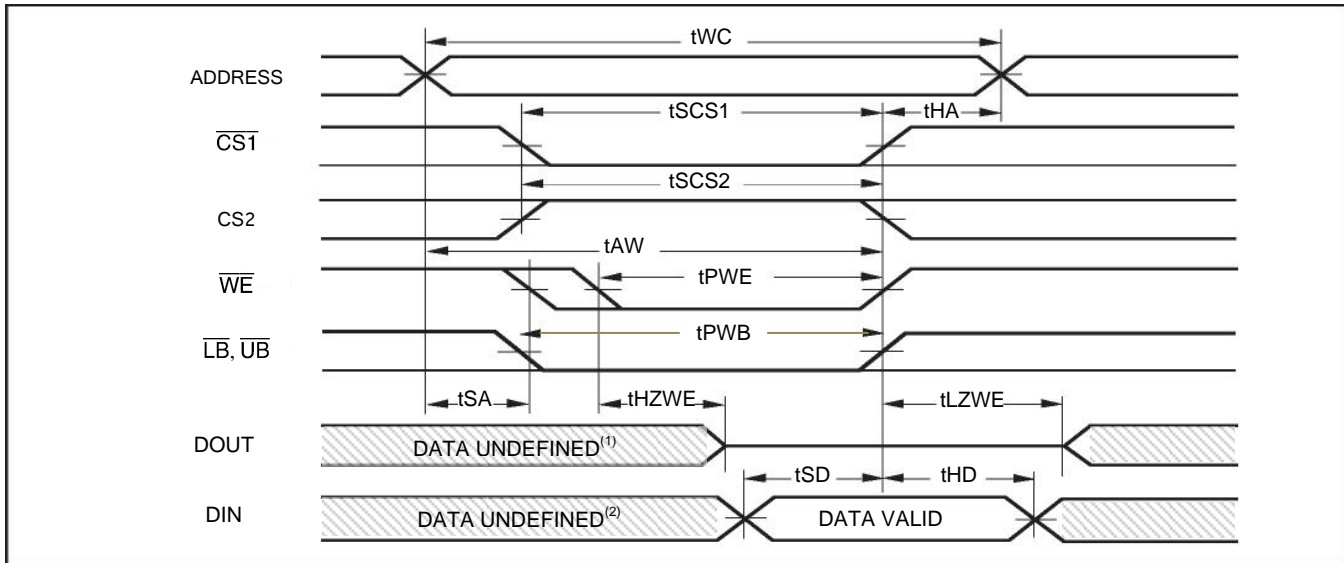 tWC
ADDRESS
tSCS1
tHA
CS1
tSCS2
CS2
tAW
WE
tPWE
LB, UB
tPWB
tSA
tHZWE
tLZWE
DOUT
DATA UNDEFINED(1)
tSD
tHD
DIN
DATA UNDEFINED(2)
DATA VALID